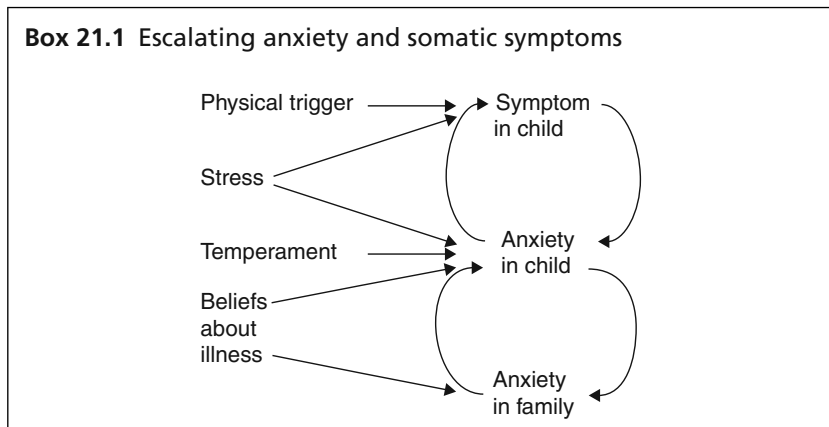 Box 21.1 Escalating anxiety and somatic symptoms
Physical trigger
Symptom
in child
Stress
Temperament
Anxiety
in child
Beliefs
about
illness
Anxiety
in family